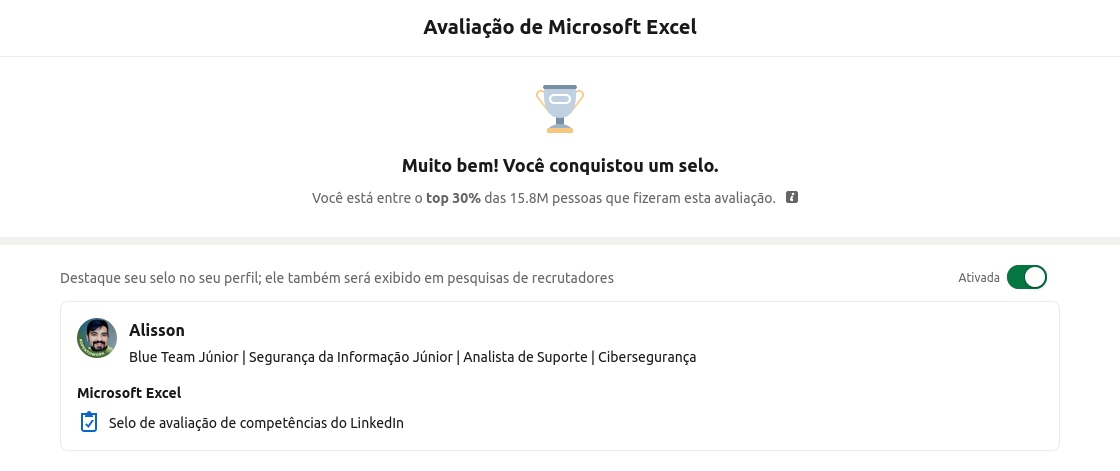 Avaliação de Microsoft Excel
Muito bem! Você conquistou um selo.
Você está entre o top 30% das 15.8M pessoas que fizeram esta avaliação.
Destaque seu selo no seu perfil; ele também será exibido em pesquisas de recrutadores
Ativada
Alisson
Blue Team Júnior | Segurança da Informação Júnior | Analista de Suporte | Cibersegurança
Microsoft Excel
Selo de avaliação de competências do LinkedIn